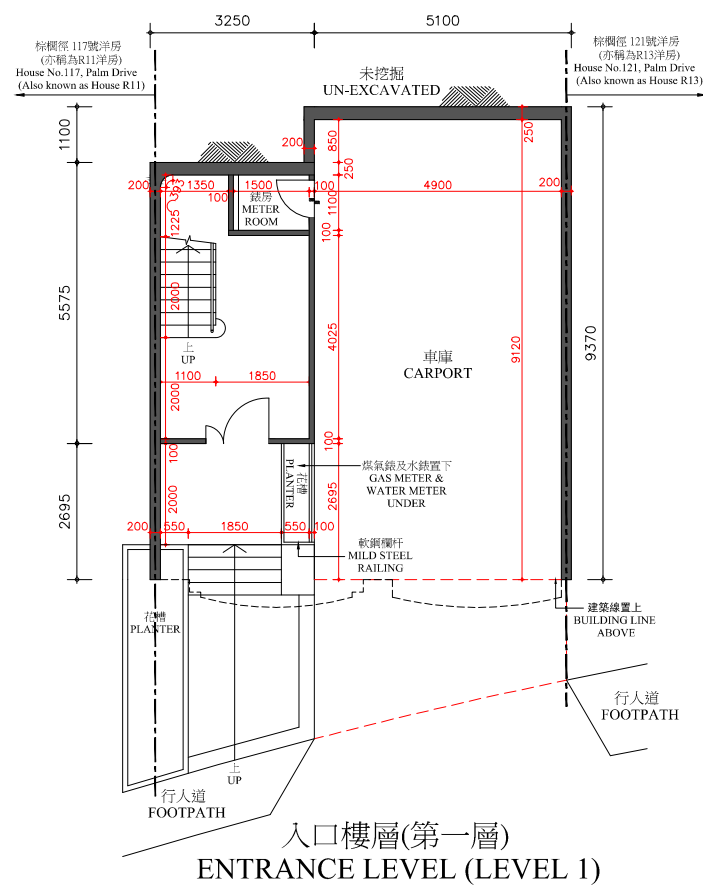 3250
5100
棕櫚徑 117號洋房
(亦稱為R11洋房)
House No.117, Palm Drive
(Also known as House R11)
未挖掘
UN-EXCAVATED
棕櫚徑 121號洋房
(亦稱為R13洋房)
House No.121, Palm Drive
(Also known as House R13)
1100
200
850
250
250
200
1350
1500
100
4900
200
393
100
錶房
METER
ROOM
1100
1225
100
5575
2000
4025
9120
9370
上
UP
車庫
CARPORT
1100
1850
2000
100
100
花槽
PLANTER
煤氣錶及水錶置下
GAS METER &
WATER METER
UNDER
2695
2695
2000
200
550
1850
550
100
軟鋼欄杆
MILD STEEL
RAILING
花槽
PLANTER
建築線置上
BUILDING LINE
ABOVE
行人道
FOOTPATH
上
UP
行人道
FOOTPATH
入口樓層(第一層)
ENTRANCE LEVEL (LEVEL 1)